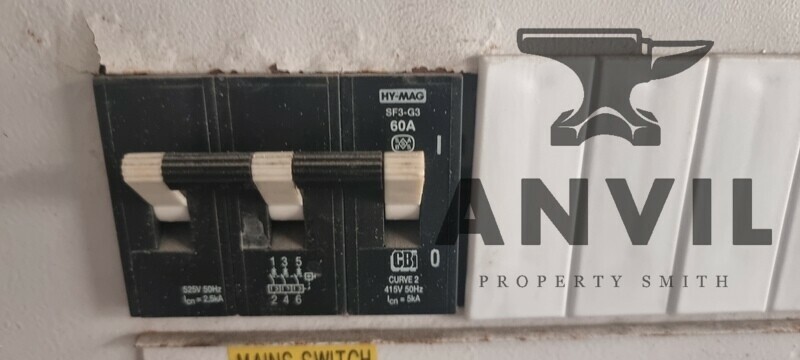 HY-MAG
SF3-G3
60A
I
525V 50Hz
Icn = 2,5kA
1 3 5
2 4 6
CBi
0
CURVE 2
415V 50Hz
Icn = 5kA
MAINS SWITCH
ANVIL
PROPERTY SMITH